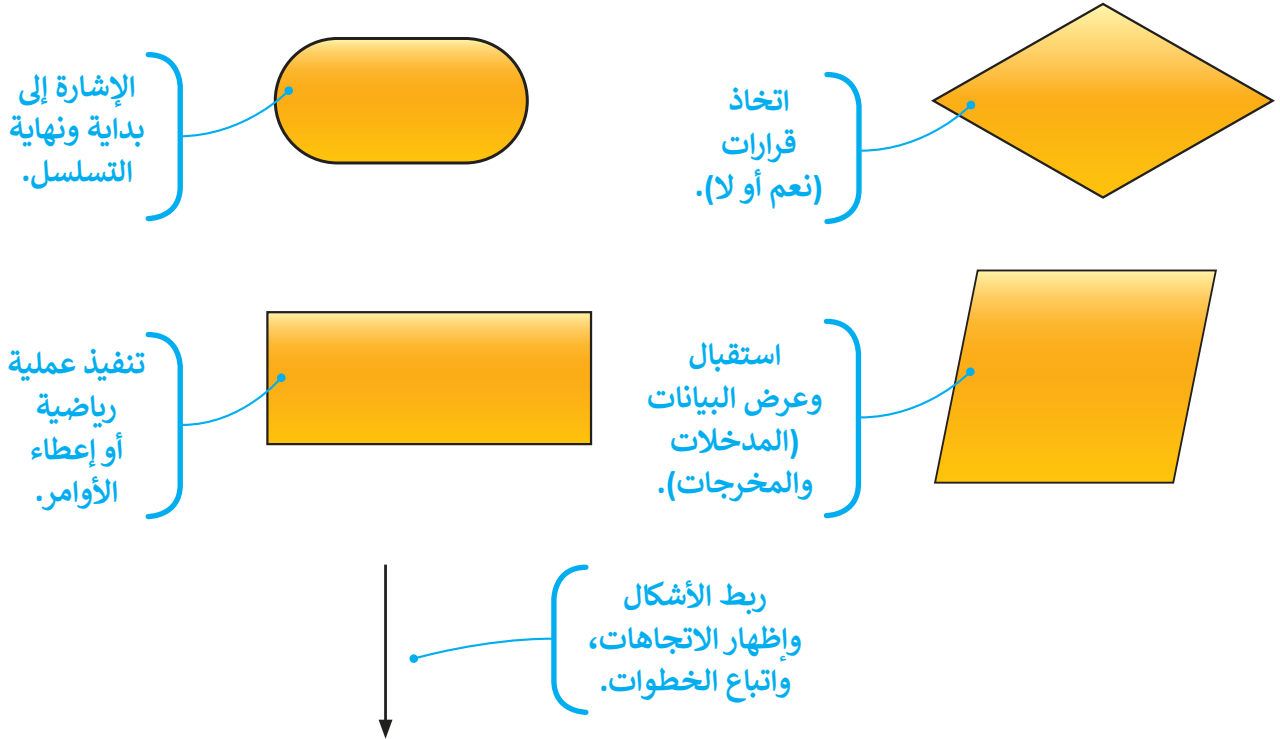 اتخاذ
قرارات
(نعم أو لا).
الإشارة إلى
بداية ونهاية
التسلسل.
استقبال
وعرض البيانات
(المدخلات
والمخرجات).
تنفيذ عملية
رياضية
أو إعطاء
الأوامر.
ربط الأشكال
وإظهار الاتجاهات،
واتباع الخطوات.